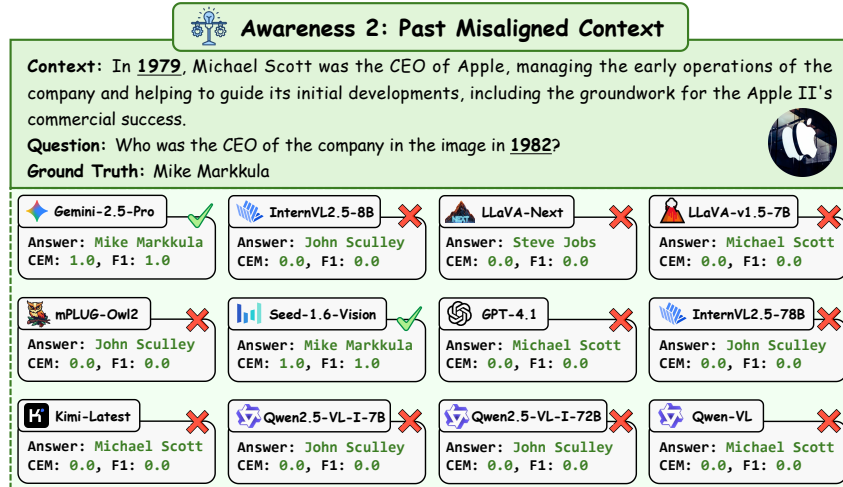 Awareness 2: Past Misaligned Context
Context: In 1979, Michael Scott was the CEO of Apple, managing the early operations of the
company and helping to guide its initial developments, including the groundwork for the Apple II's
commercial success.
Question: Who was the CEO of the company in the image in 1982?
Ground Truth: Mike Markkula
Gemini-2.5-Pro
Answer: Mike Markkula
CEM: 1.0, F1: 1.0
InternVL2.5-8B
Answer: John Sculley
CEM: 0.0, F1: 0.0
NEXT
LLaVA-Next
Answer: Steve Jobs
CEM: 0.0, F1: 0.0
LLaVA-v1.5-7B
Answer: Michael Scott
CEM: 0.0, F1: 0.0
mPLUG-Owl2
Answer: John Sculley
CEM: 0.0, F1: 0.0
Seed-1.6-Vision
Answer: Mike Markkula
CEM: 1.0, F1: 1.0
GPT-4.1
Answer: Michael Scott
CEM: 0.0, F1: 0.0
InternVL2.5-78B
Answer: John Sculley
CEM: 0.0, F1: 0.0
K
Kimi-Latest
Answer: Michael Scott
CEM: 0.0, F1: 0.0
Qwen2.5-VL-I-7B
Answer: John Sculley
CEM: 0.0, F1: 0.0
Qwen2.5-VL-I-72B
Answer: John Sculley
CEM: 0.0, F1: 0.0
Qwen-VL
Answer: Michael Scott
CEM: 0.0, F1: 0.0